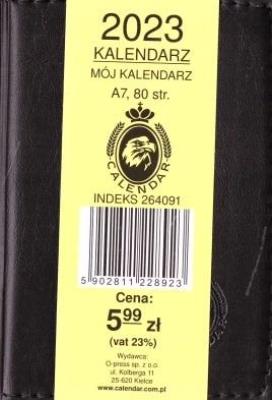 2023
KALENDARZ
MÓJ KALENDARZ
A7, 80 str.
CALENDAR
INDEKS 264091
5 902811 228923
Cena:
5,99 zł
(vat 23%)
Wydawca:
O-press sp. z o.o.
ul. Kolberga 11
25-620 Kielce
www.calendar.com.pl